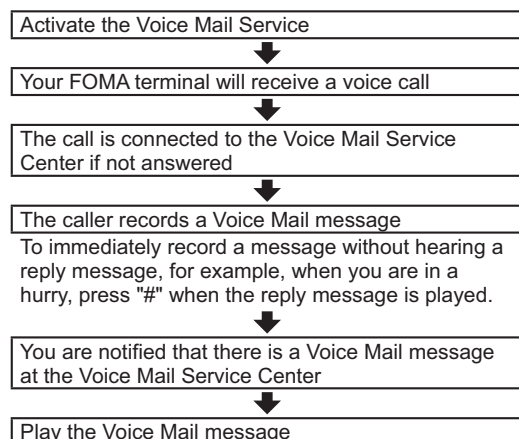 Activate the Voice Mail Service
Your FOMA terminal will receive a voice call
The call is connected to the Voice Mail Service
Center if not answered
The caller records a Voice Mail message
To immediately record a message without hearing a
reply message, for example, when you are in a
hurry, press "#" when the reply message is played.
You are notified that there is a Voice Mail message
at the Voice Mail Service Center
Play the Voice Mail message